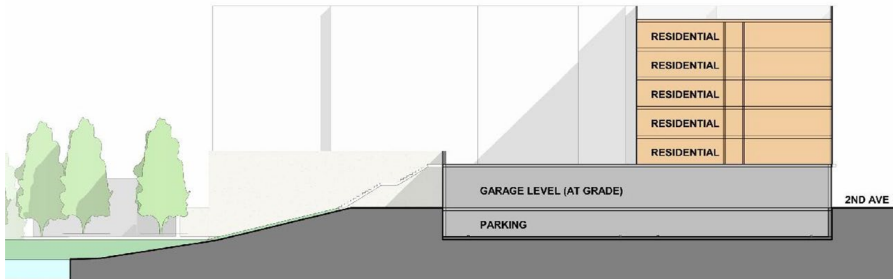 RESIDENTIAL
RESIDENTIAL
RESIDENTIAL
RESIDENTIAL
RESIDENTIAL
GARAGE LEVEL (AT GRADE)
2ND AVE
PARKING